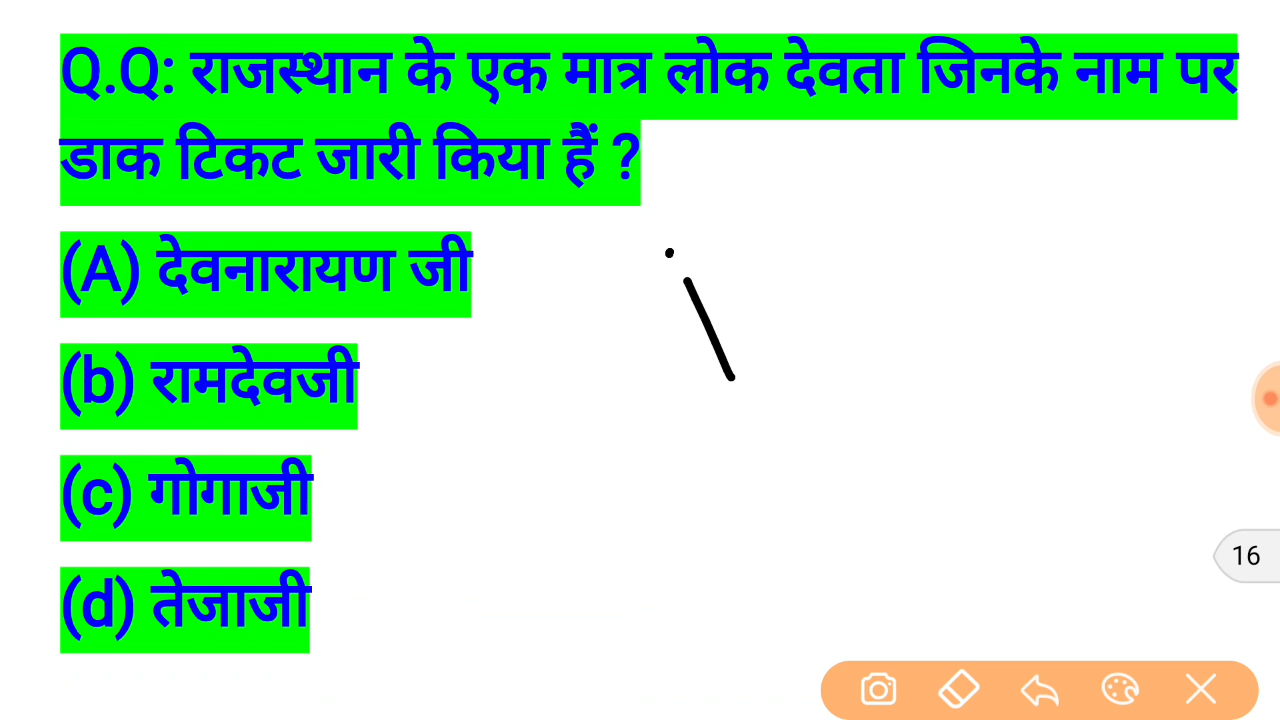 Q.Q: राजस्थान के एक मात्र लोक देवता जिनके नाम पर
डाक टिकट जारी किया हैं ?
(A) देवनारायण जी
(b) रामदेवजी
(c) गोगाजी
(d) तेजाजी
16